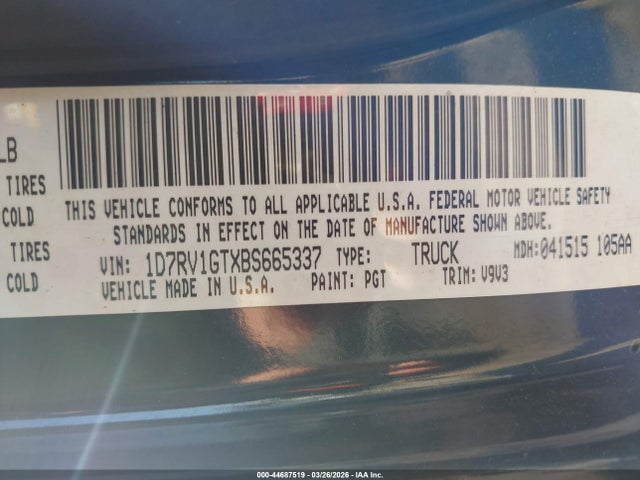 LB
TIRES
COLD
TIRES
COLD
THIS VEHICLE CONFORMS TO ALL APPLICABLE U.S.A. FEDERAL MOTOR VEHICLE SAFETY
STANDARDS IN EFFECT ON THE DATE OF MANUFACTURE SHOWN ABOVE.
VIN: 1D7RV1GTXBS665337 TYPE: TRUCK MDH: 041515 105AA
VEHICLE MADE IN U.S.A. PAINT: PGT TRIM: V9V3
000-44687519 - 03/26/2026 - IAA Inc.